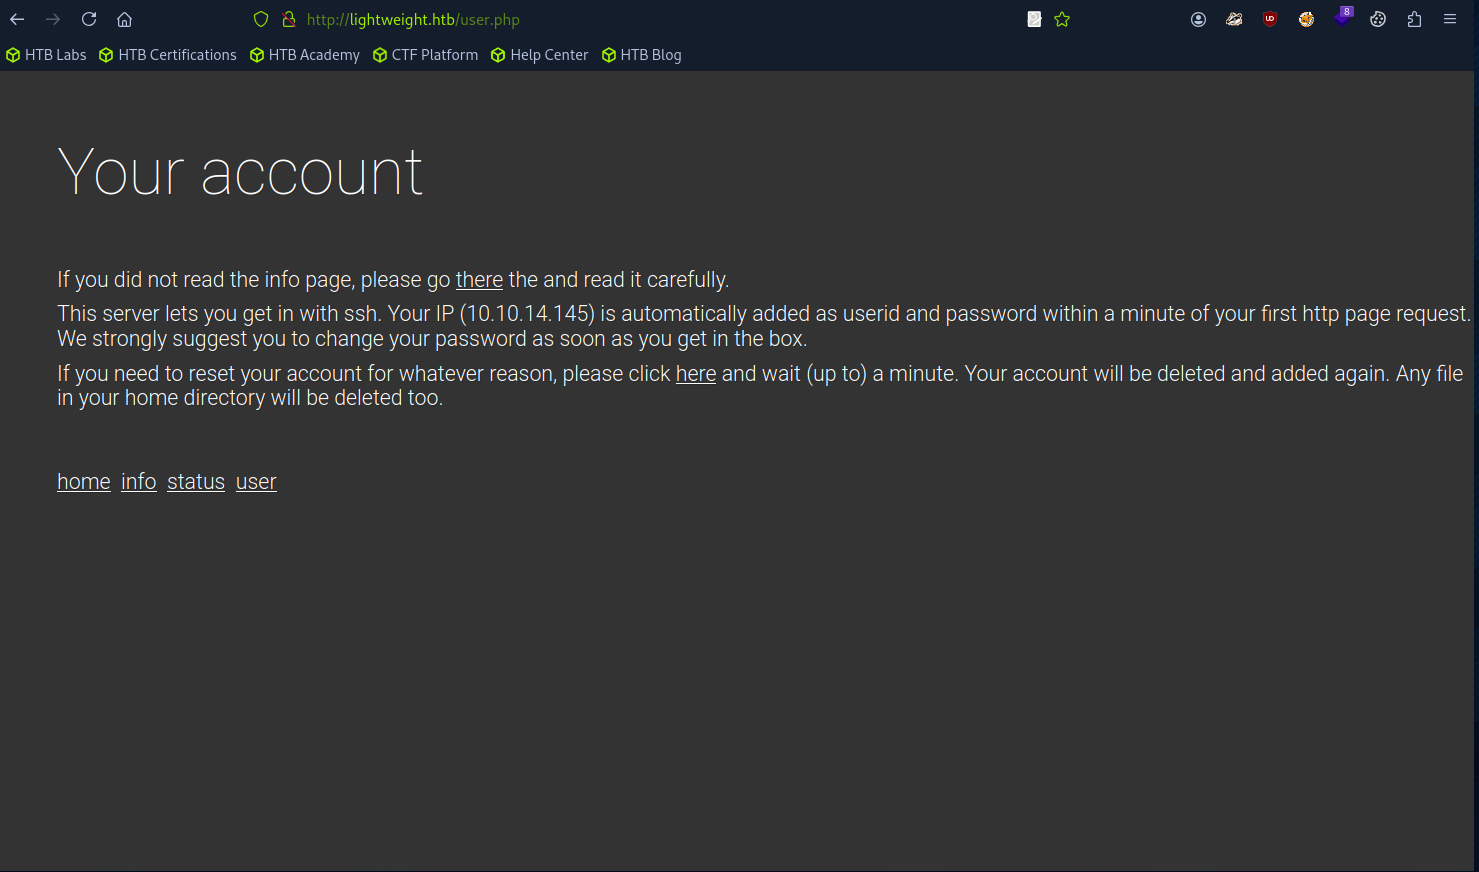 http://lightweight.htb/user.php
8
HTB Labs HTB Certifications HTB Academy CTF Platform Help Center HTB Blog
Your account
If you did not read the info page, please go there the and read it carefully.
This server lets you get in with ssh. Your IP (10.10.14.145) is automatically added as userid and password within a minute of your first http page request.
We strongly suggest you to change your password as soon as you get in the box.
If you need to reset your account for whatever reason, please click here and wait (up to) a minute. Your account will be deleted and added again. Any file
in your home directory will be deleted too.
home info status user